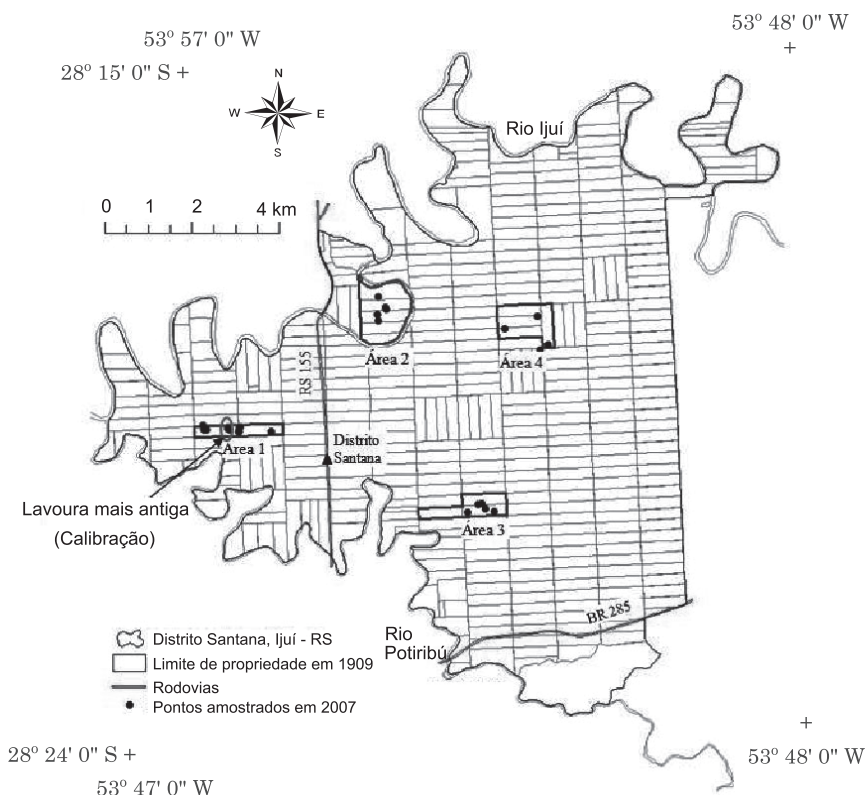 53º 57' 0" W
53º 48' 0" W
+
28º 15' 0" S +
N
W E
S
Rio Ijuí
0 1 2 4 km
RS 155
Área 2
Área 4
Área 1
Distrito
Santana
Lavoura mais antiga
(Calibração)
Área 3
BR 285
Rio
Potiribú
Distrito Santana, Ijuí - RS
Limite de propriedade em 1909
Rodovias
Pontos amostrados em 2007
+
28º 24' 0" S +
53º 48' 0" W
53º 47' 0" W